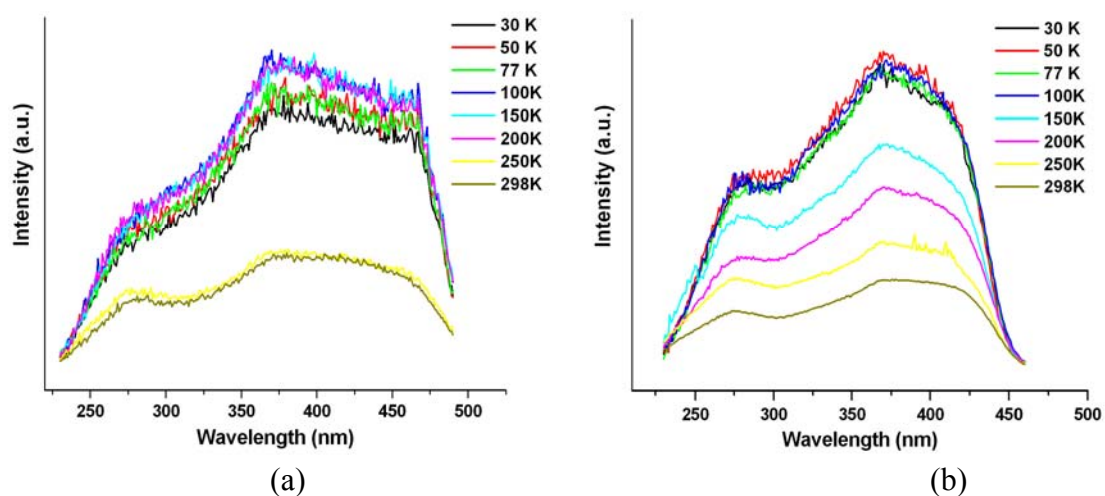 30 K
50 K
77 K
100K
150K
200K
250K
298K
Intensity (a.u.)
250 300 350 400 450 500
Wavelength (nm)
(a)
30 K
50 K
77 K
100K
150K
200K
250K
298K
Intensity (a.u.)
250 300 350 400 450 500
Wavelength (nm)
(b)